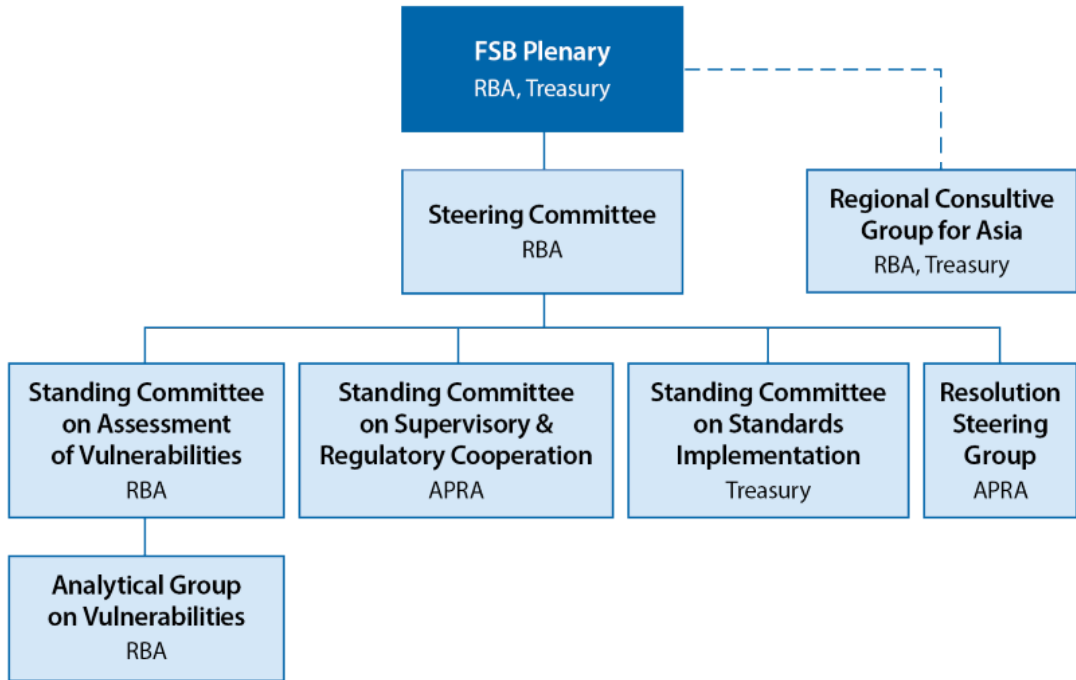 FSB Plenary
RBA, Treasury
Steering Committee
RBA
Regional Consultive
Group for Asia
RBA, Treasury
Standing Committee
on Assessment
of Vulnerabilities
RBA
Standing Committee
on Supervisory &
Regulatory Cooperation
APRA
Standing Committee
on Standards
Implementation
Treasury
Resolution
Steering
Group
APRA
Analytical Group
on Vulnerabilities
RBA